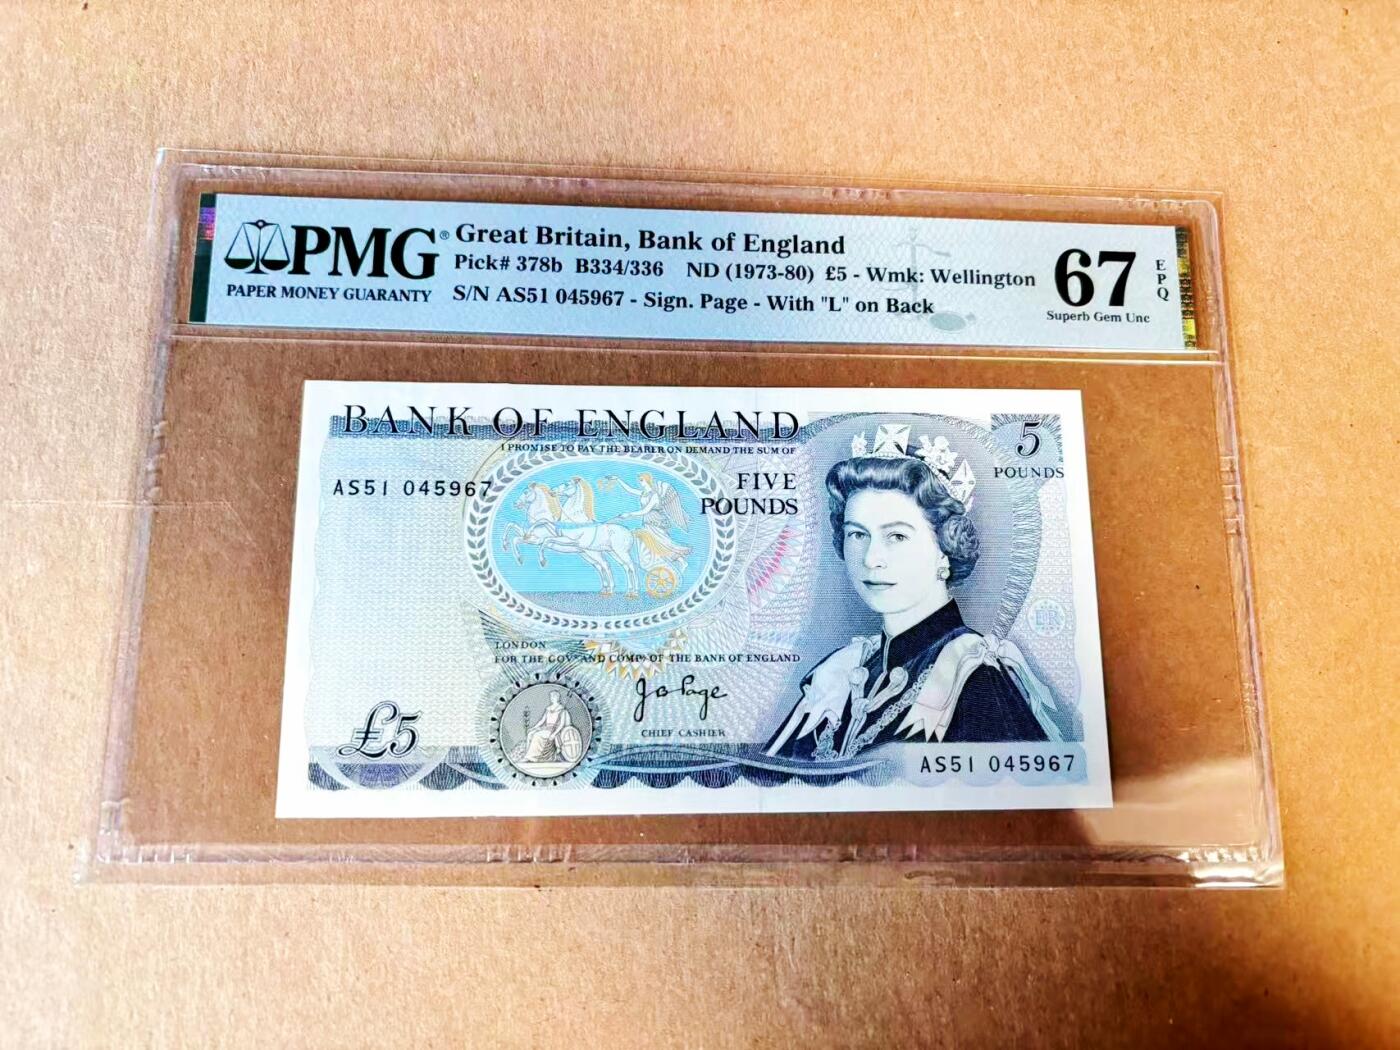 PMG® Great Britain, Bank of England
Pick# 378b B334/336 ND (1973-80) £5 - Wmk: Wellington
PAPER MONEY GUARANTY S/N AS51 045967 - Sign. Page - With "L" on Back
67 EPQ
Superb Gem Unc
BANK OF ENGLAND
I PROMISE TO PAY THE BEARER ON DEMAND THE SUM OF
5
POUNDS
AS51 045967
FIVE
POUNDS
ER
LONDON
FOR THE GOVR AND COMPA OF THE BANK OF ENGLAND
J B Page
CHIEF CASHIER
£5
AS51 045967